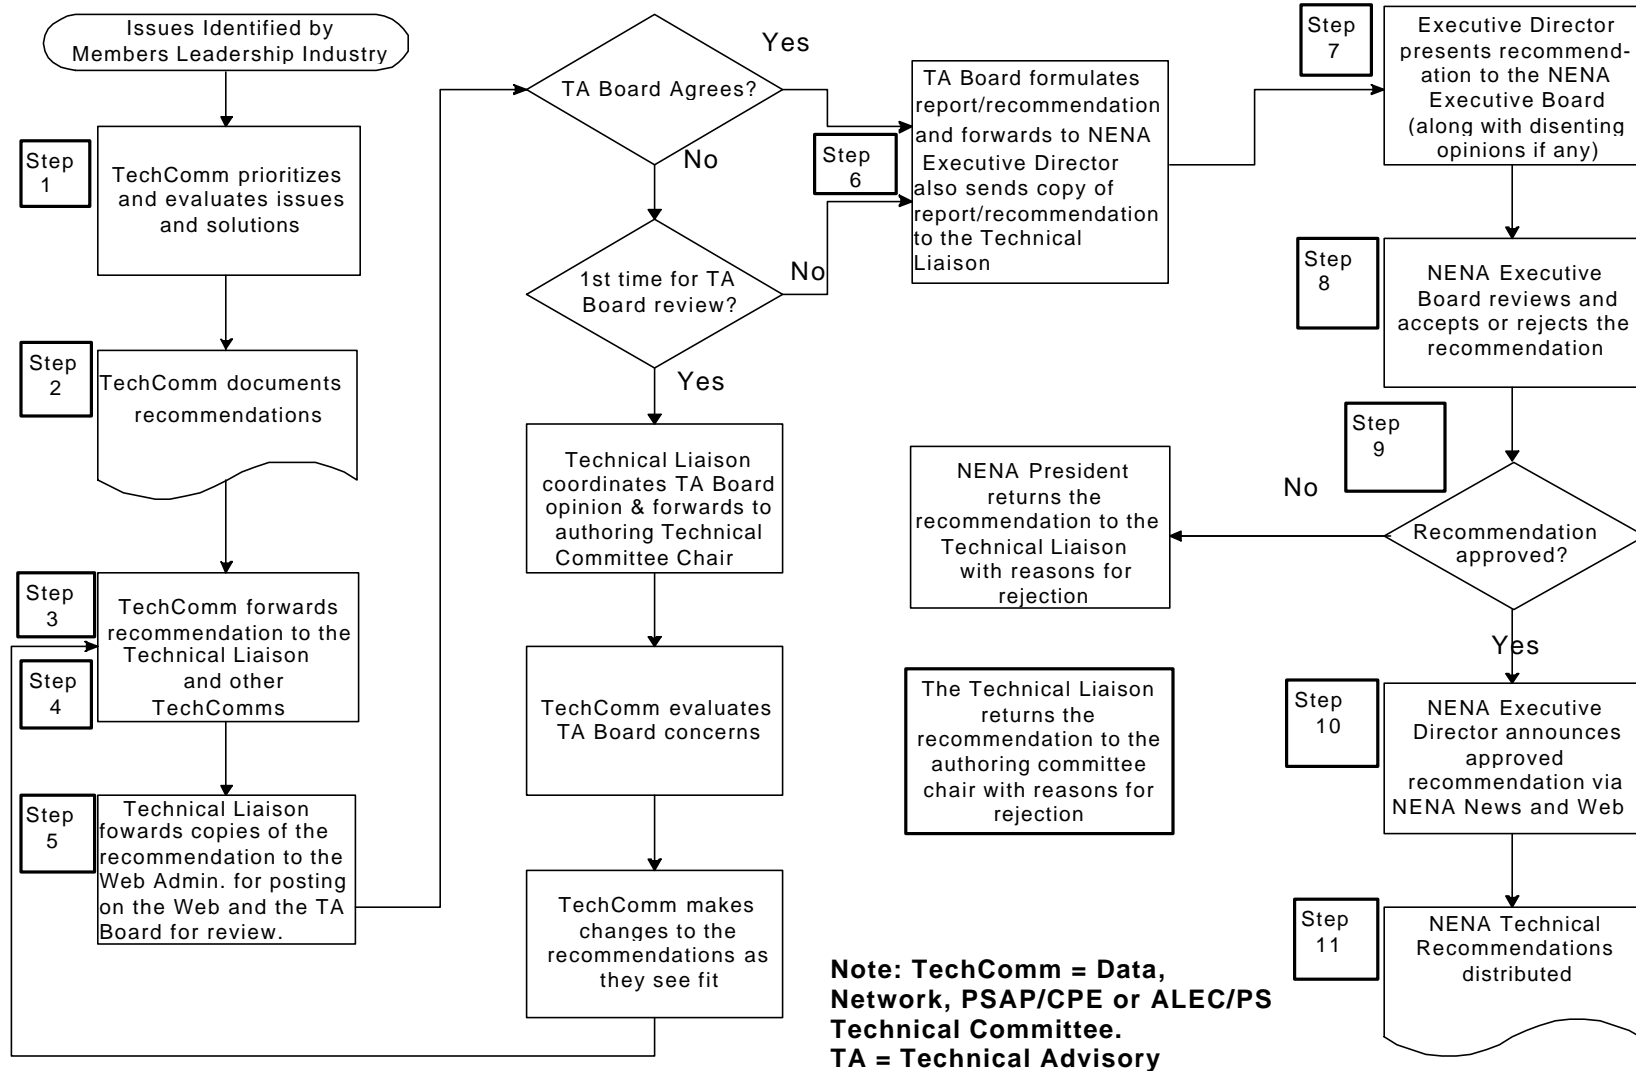 Issues Identified by
Members Leadership Industry
Step
1
TechComm prioritizes
and evaluates issues
and solutions
Step
2
TechComm documents
recommendations
Step
3
TechComm forwards
recommendation to the
Technical Liaison
and other
TechComms
Step
4
Step
5
Technical Liaison
fowards copies of the
recommendation to the
Web Admin. for posting
on the Web and the TA
Board for review.
TA Board Agrees?
Yes
No
1st time for TA
Board review?
No
Yes
Technical Liaison
coordinates TA Board
opinion & forwards to
authoring Technical
Committee Chair
TechComm evaluates
TA Board concerns
TechComm makes
changes to the
recommendations as
they see fit
Step
6
TA Board formulates
report/recommendation
and forwards to NENA
Executive Director
also sends copy of
report/recommendation
to the Technical
Liaison
Step
7
Executive Director
presents recommend-
ation to the NENA
Executive Board
(along with disenting
opinions if any)
Step
8
NENA Executive
Board reviews and
accepts or rejects the
recommendation
Step
9
Recommendation
approved?
No
NENA President
returns the
recommendation to the
Technical Liaison
with reasons for
rejection
The Technical Liaison
returns the
recommendation to the
authoring committee
chair with reasons for
rejection
Yes
Step
10
NENA Executive
Director announces
approved
recommendation via
NENA News and Web
Step
11
NENA Technical
Recommendations
distributed
Note: TechComm = Data,
Network, PSAP/CPE or ALEC/PS
Technical Committee.
TA = Technical Advisory